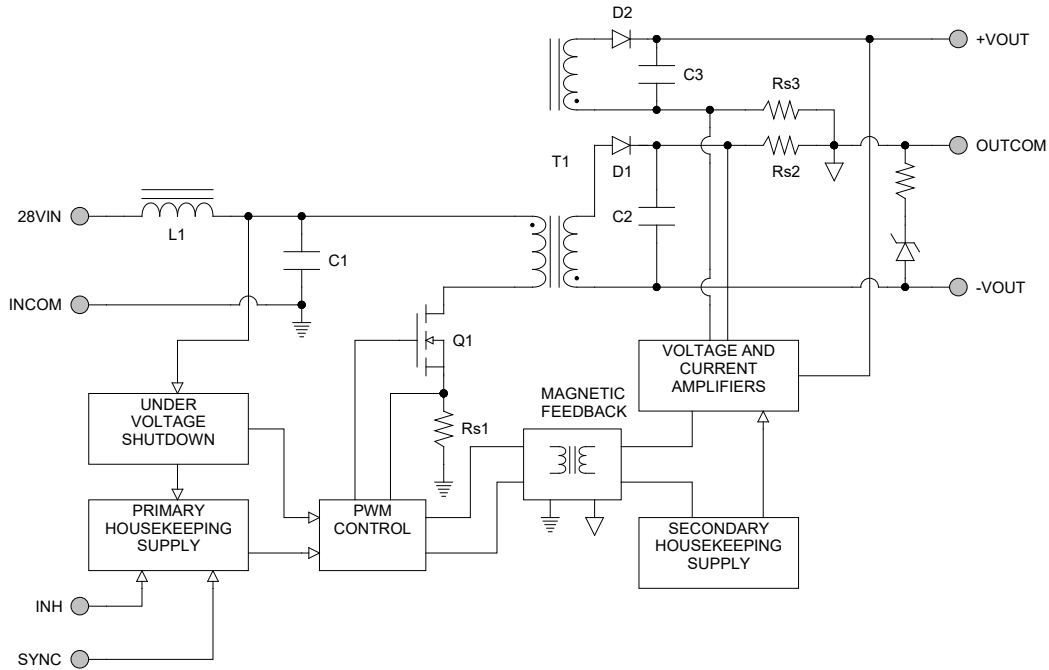 D2
+VOUT
C3
Rs3
OUTCOM
T1
D1
Rs2
28VIN
C2
L1
C1
INCOM
-VOUT
Q1
VOLTAGE AND
CURRENT
AMPLIFIERS
MAGNETIC
FEEDBACK
UNDER
VOLTAGE
SHUTDOWN
Rs1
PRIMARY
HOUSEKEEPING
SUPPLY
PWM
CONTROL
SECONDARY
HOUSEKEEPING
SUPPLY
INH
SYNC